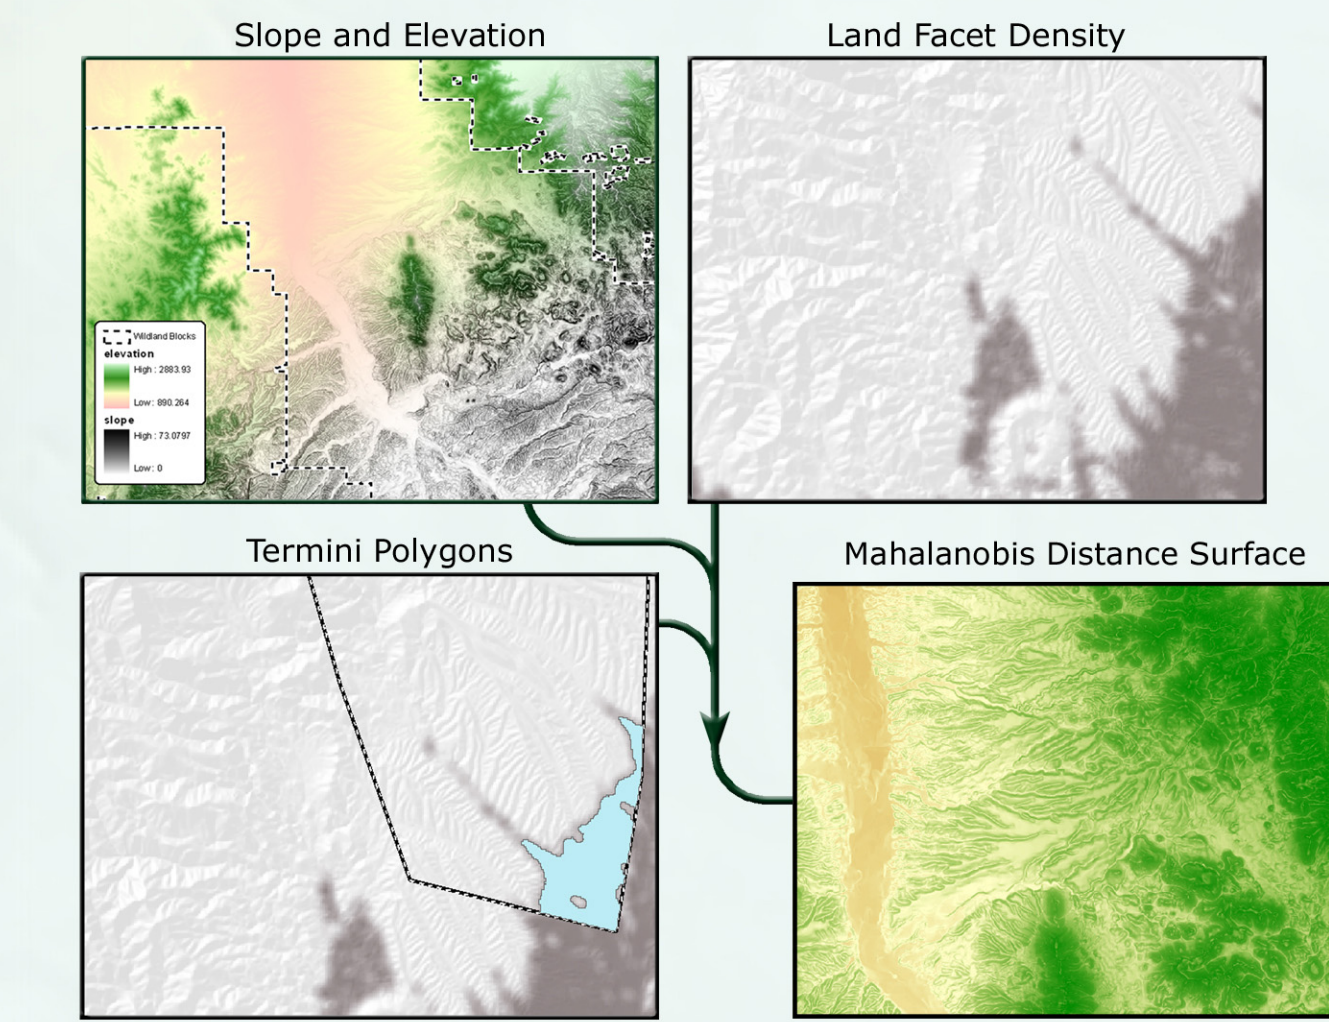 Slope and Elevation
Land Facet Density
Wildland Blocks
elevation
High : 2883.93
Low : 890.264
slope
High : 73.0797
Low : 0
Termini Polygons
Mahalanobis Distance Surface